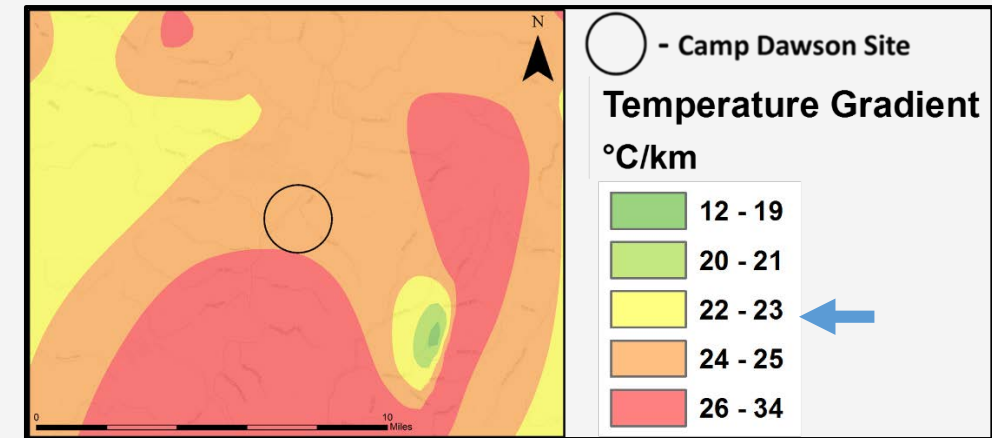 N
- Camp Dawson Site
Temperature Gradient
°C/km
12 - 19
20 - 21
22 - 23
24 - 25
26 - 34
0 10
Miles